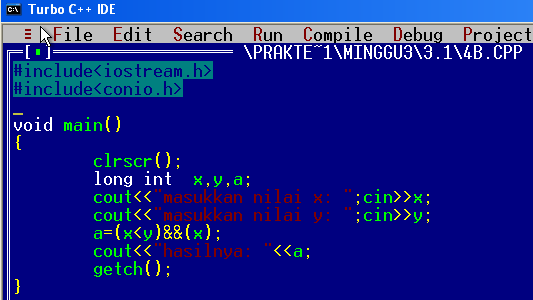 Turbo C++ IDE
≡ File Edit Search Run Compile Debug Project
[▪] \PRAKTE~1\MINGGU3\3.1\4B.CPP
#include<iostream.h>
#include<conio.h>
void main()
{
clrscr();
long int x,y,a;
cout<<"masukkan nilai x: ";cin>>x;
cout<<"masukkan nilai y: ";cin>>y;
a=(x<y)&&(x);
cout<<"hasilnya: "<<a;
getch();
}